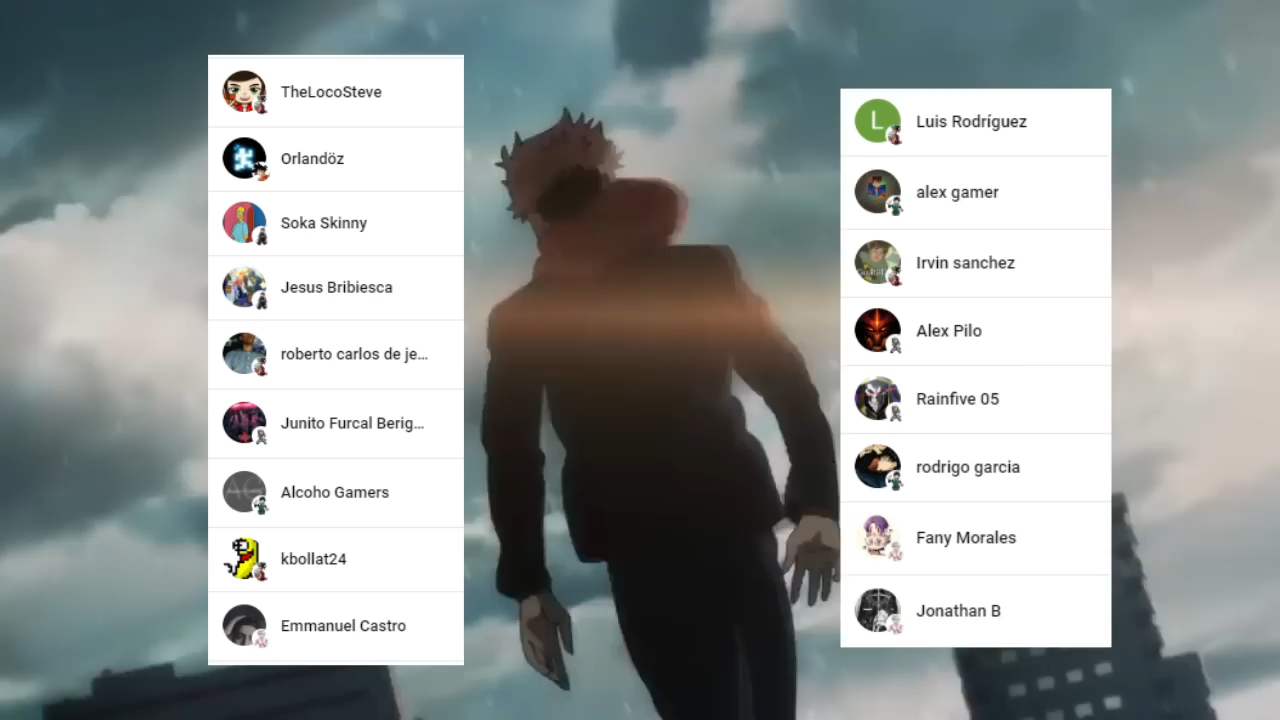 TheLocoSteve
Orlandöz
Soka Skinny
Jesus Bribiesca
roberto carlos de je...
Junito Furcal Berig...
Alcoho Gamers
kbollat24
Emmanuel Castro
L
Luis Rodríguez
alex gamer
Irvin sanchez
Alex Pilo
Rainfive 05
rodrigo garcia
Fany Morales
Jonathan B